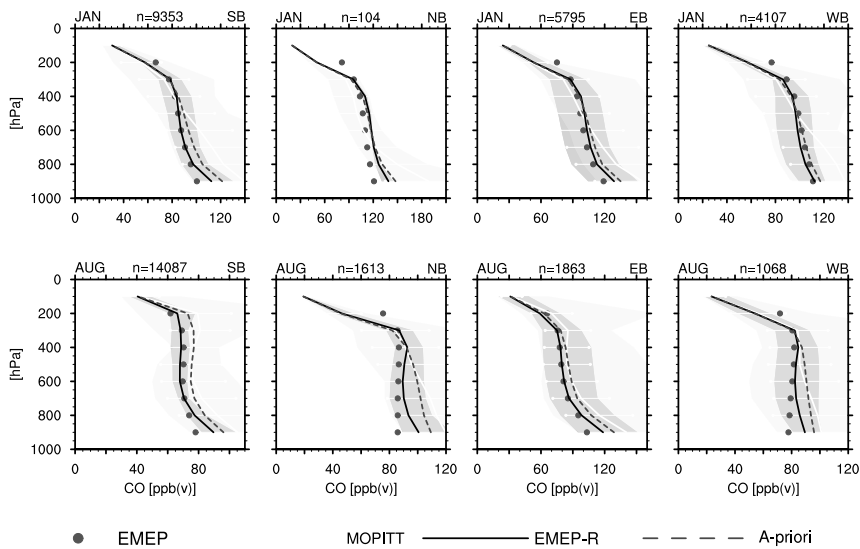 JAN n=9353 SB
JAN n=104 NB
JAN n=5795 EB
JAN n=4107 WB
0
200
400
600
800
1000
[hPa]
0 40 80 120
0 60 120 180
0 60 120
0 40 80 120
AUG n=14087 SB
AUG n=1613 NB
AUG n=1863 EB
AUG n=1068 WB
0
200
400
600
800
1000
[hPa]
0 40 80
0 40 80 120
0 60 120
0 40 80 120
CO [ppb(v)] CO [ppb(v)] CO [ppb(v)] CO [ppb(v)]
EMEP MOPITT EMEP-R A-priori